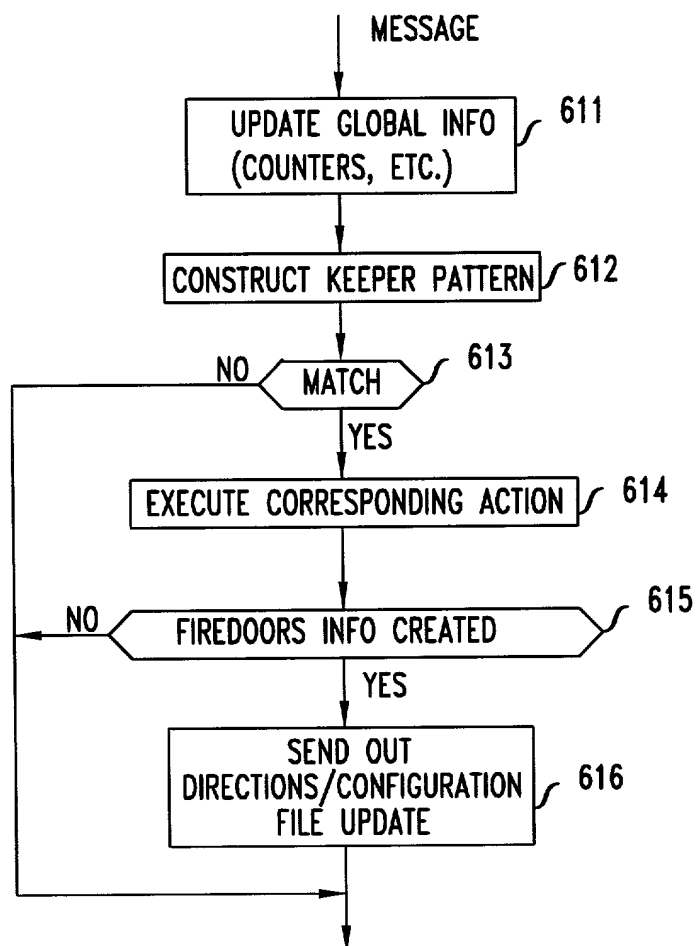 MESSAGE
UPDATE GLOBAL INFO
(COUNTERS, ETC.)
611
CONSTRUCT KEEPER PATTERN
612
NO
MATCH
613
YES
EXECUTE CORRESPONDING ACTION
614
NO
FIREDOORS INFO CREATED
615
YES
SEND OUT
DIRECTIONS/CONFIGURATION
FILE UPDATE
616